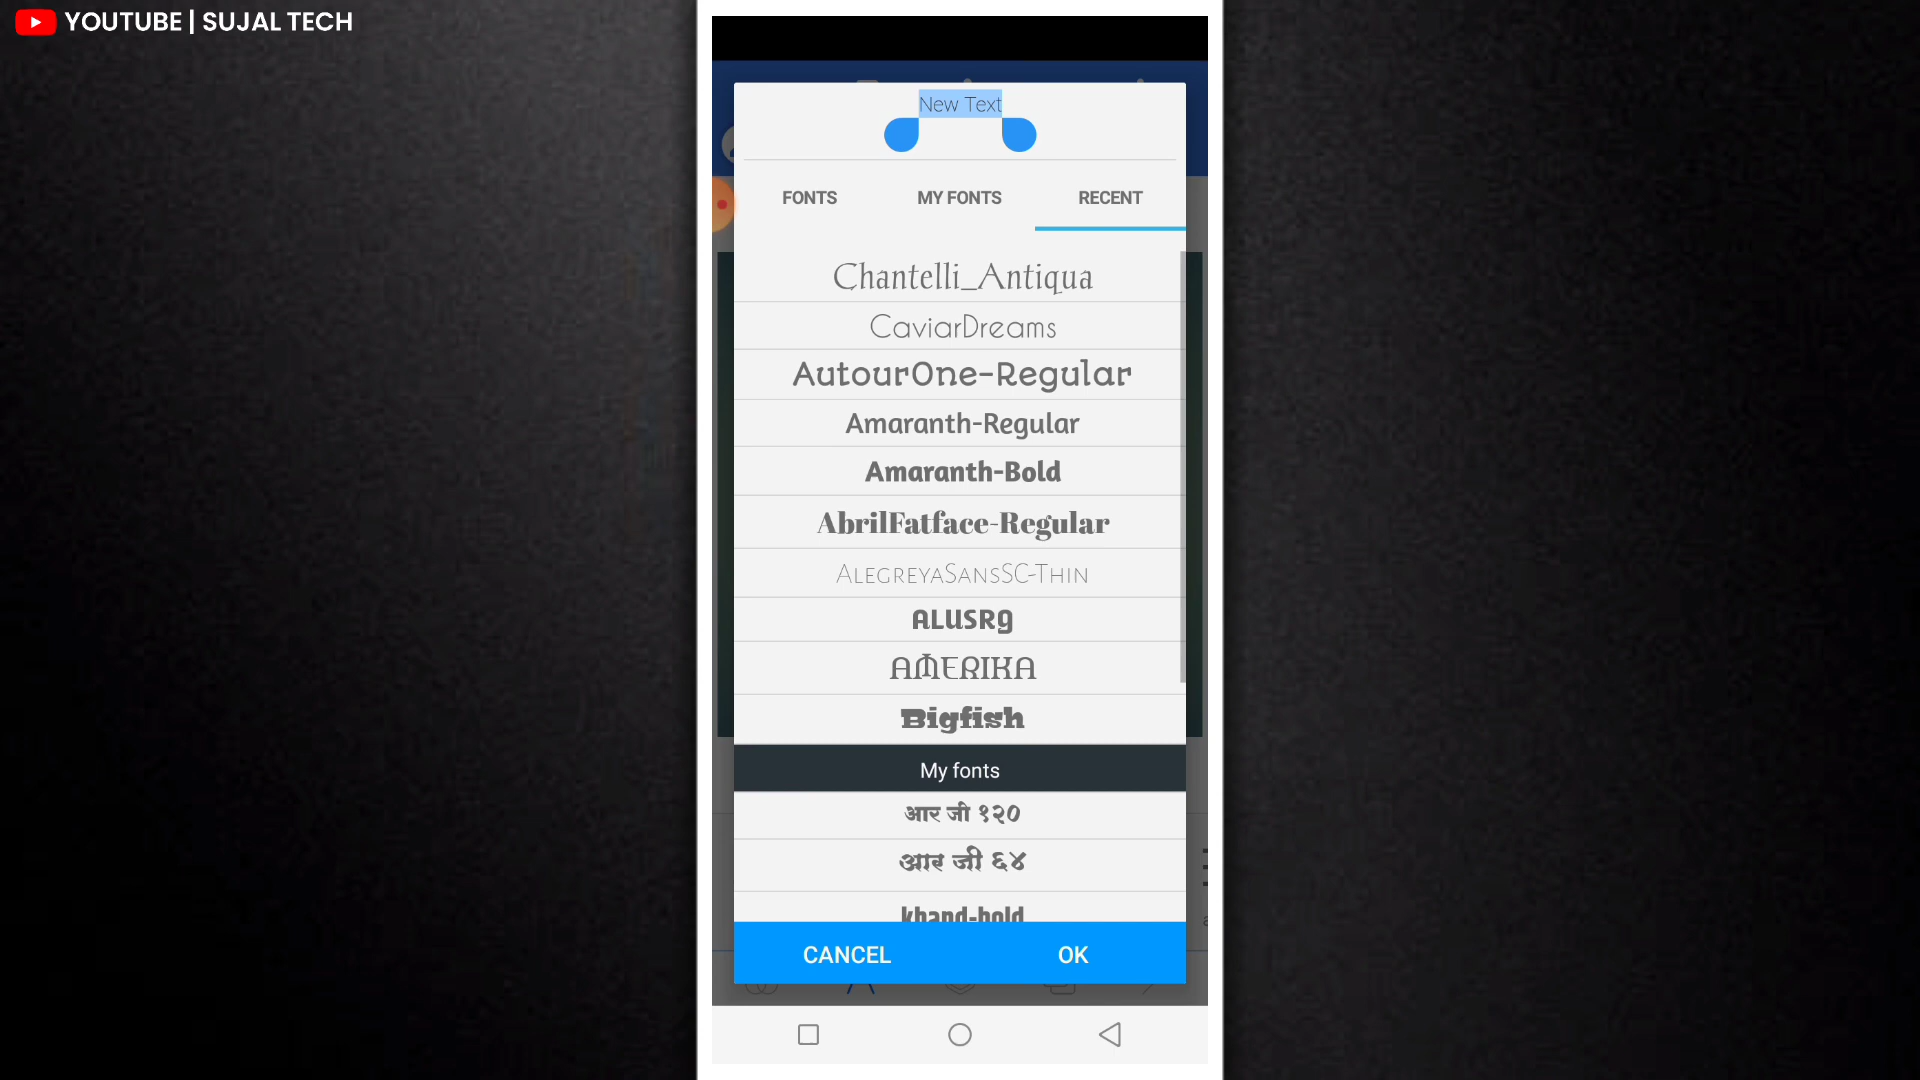 YOUTUBE | SUJAL TECH
New Text
FONTS MY FONTS RECENT
Chantelli_Antiqua
CaviarDreams
AutourOne-Regular
Amaranth-Regular
Amaranth-Bold
AbrilFatface-Regular
AlegreyaSansSC-Thin
ALUSRG
AMERIKA
Bigfish
My fonts
आर जी १२०
आर जी ६४
khand-bold
CANCEL OK